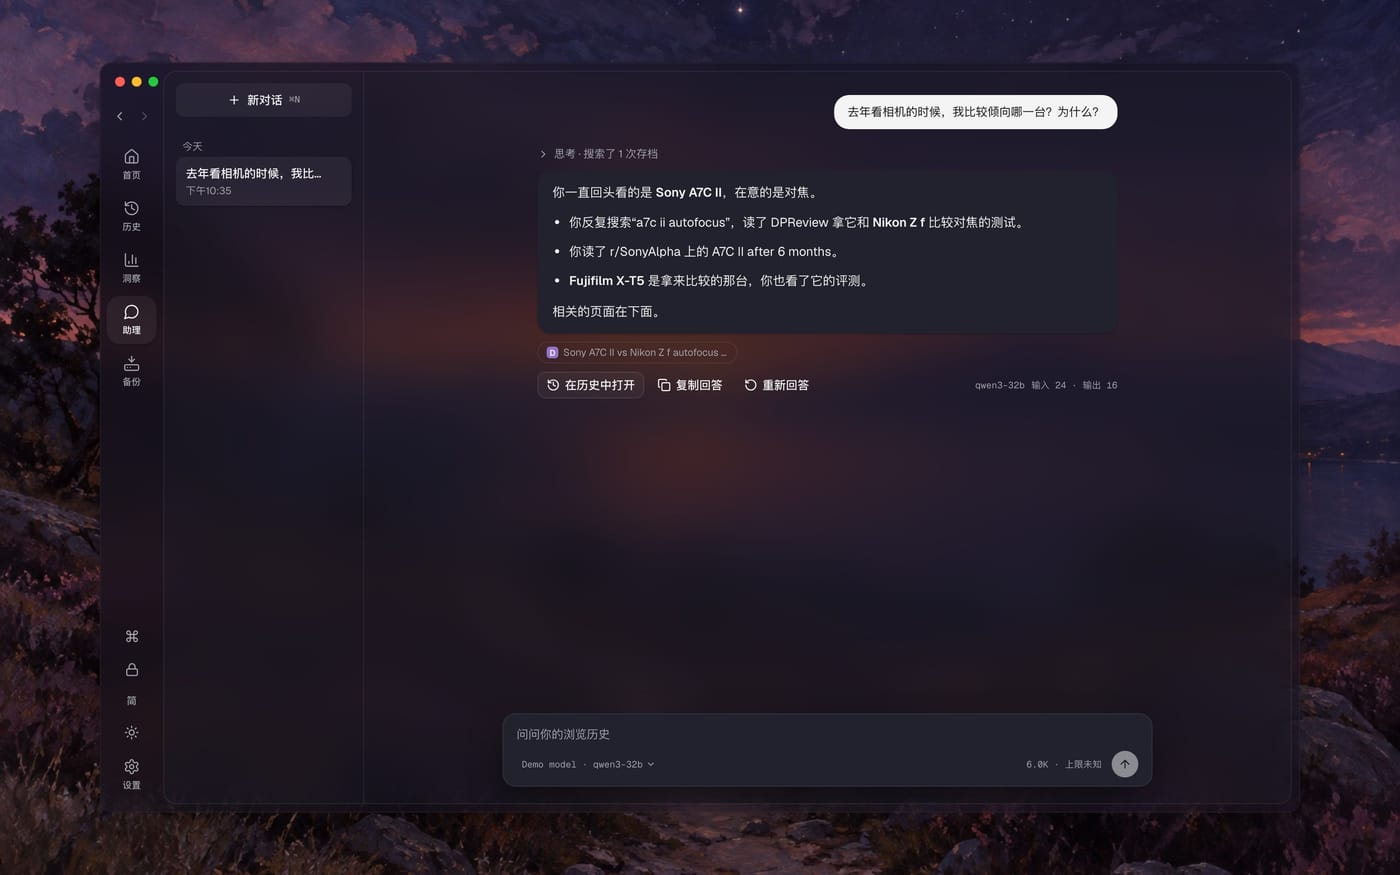 新对话 ⌘N
今天
去年看相机的时候，我比...
下午10:35
首页
历史
洞察
助理
备份
简
设置
去年看相机的时候，我比较倾向哪一台？为什么？
思考 · 搜索了 1 次存档
你一直回头看的是 Sony A7C II，在意的是对焦。
• 你反复搜索“a7c ii autofocus”，读了 DPReview 拿它和 Nikon Z f 比较对焦的测试。
• 你读了 r/SonyAlpha 上的 A7C II after 6 months。
• Fujifilm X-T5 是拿来比较的那台，你也看了它的评测。
相关的页面在下面。
D Sony A7C II vs Nikon Z f autofocus ...
在历史中打开 复制回答 重新回答 qwen3-32b 输入 24 · 输出 16
问问你的浏览历史
Demo model · qwen3-32b 6.0K · 上限未知